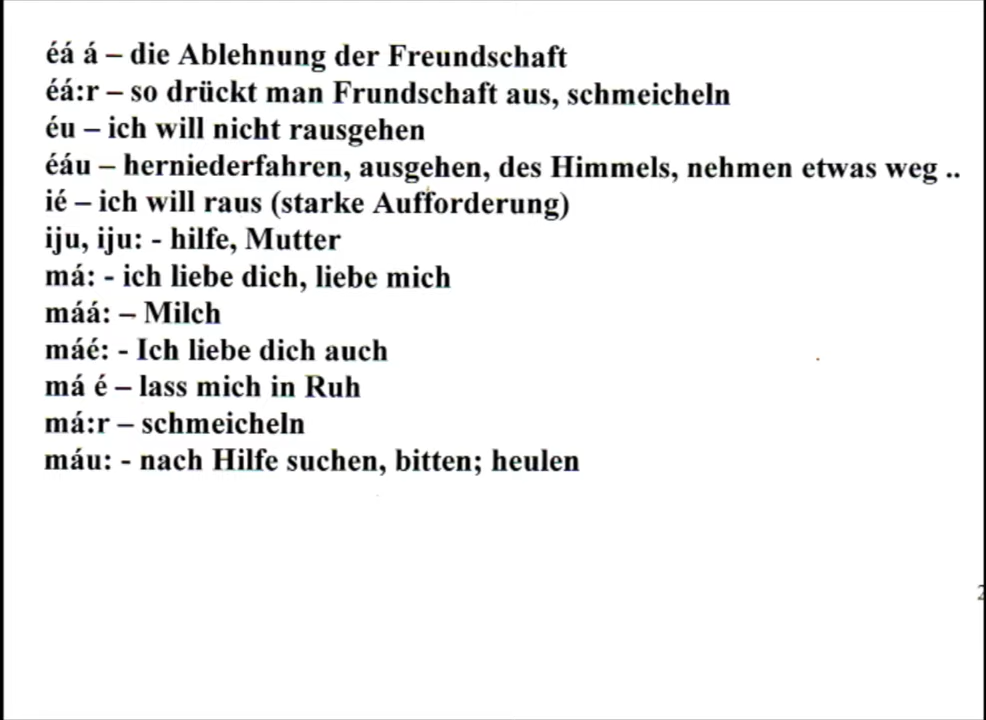 éá á – die Ablehnung der Freundschaft
éá:r – so drückt man Frundschaft aus, schmeicheln
éu – ich will nicht rausgehen
éáu – herniederfahren, ausgehen, des Himmels, nehmen etwas weg ..
ié – ich will raus (starke Aufforderung)
iju, iju: - hilfe, Mutter
má: - ich liebe dich, liebe mich
máá: – Milch
máé: - Ich liebe dich auch
má é – lass mich in Ruh
má:r – schmeicheln
máu: - nach Hilfe suchen, bitten; heulen